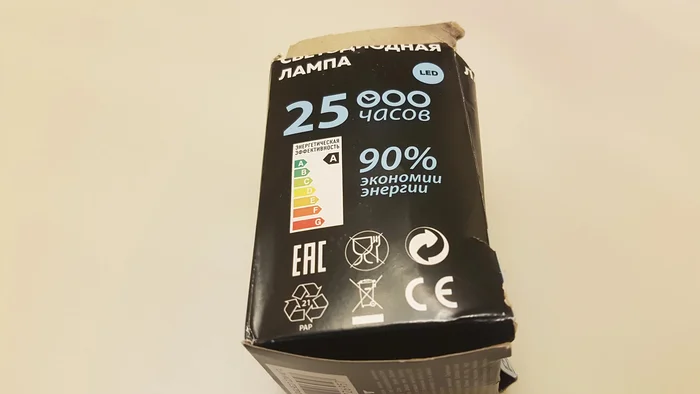 СВЕТОДИОДНАЯ
ЛАМПА
LED
25 000
часов
ЭНЕРГЕТИЧЕСКАЯ
ЭФФЕКТИВНОСТЬ
A
A
B
C
D
E
F
G
90%
экономии
энергии
EAC
21
PAP
CE